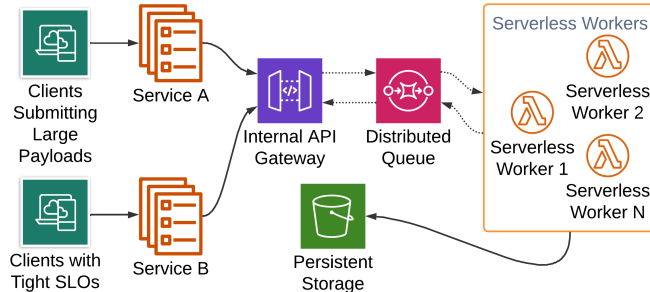 Clients
Submitting
Large
Payloads
Service A
Internal API
Gateway
Distributed
Queue
Serverless Workers
Serverless
Worker 2
Serverless
Worker 1
Serverless
Worker N
Clients with
Tight SLOs
Service B
Persistent
Storage